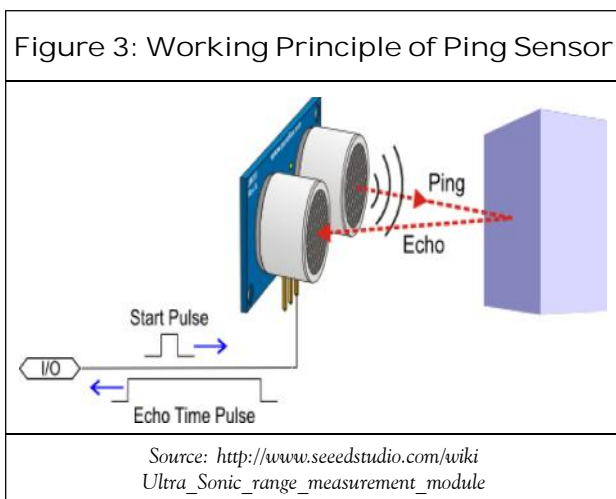 Figure 3: Working Principle of Ping Sensor
Ping
Echo
Start Pulse
I/O
Echo Time Pulse
Source: http://www.seeedstudio.com/wiki
Ultra_Sonic_range_measurement_module